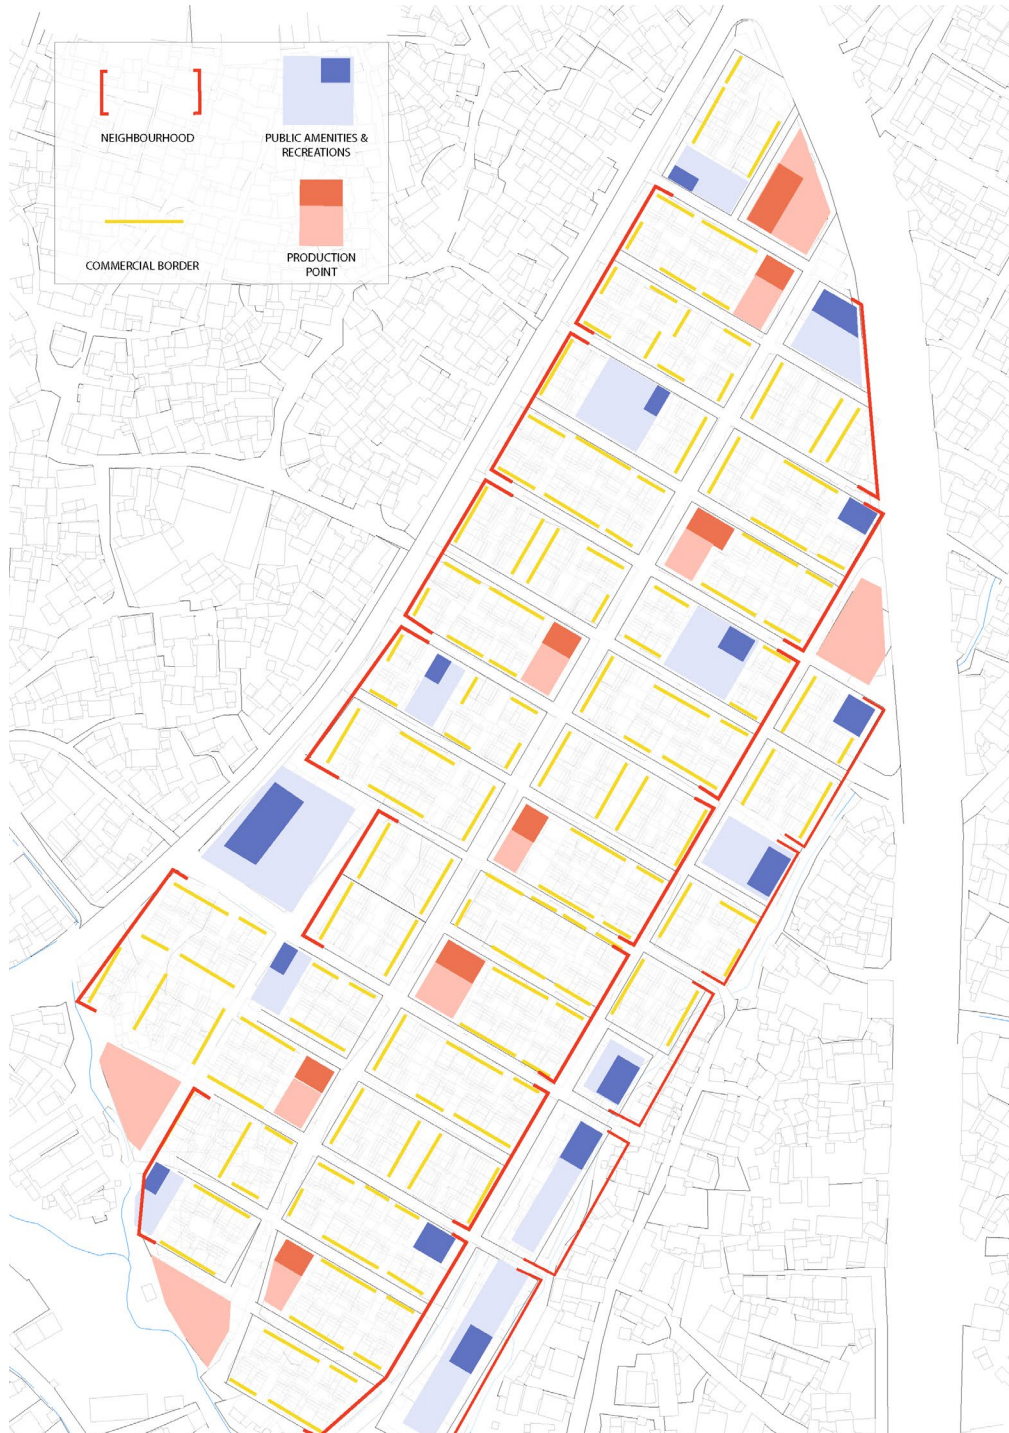 NEIGHBOURHOOD
PUBLIC AMENITIES &
RECREATIONS
COMMERCIAL BORDER
PRODUCTION
POINT